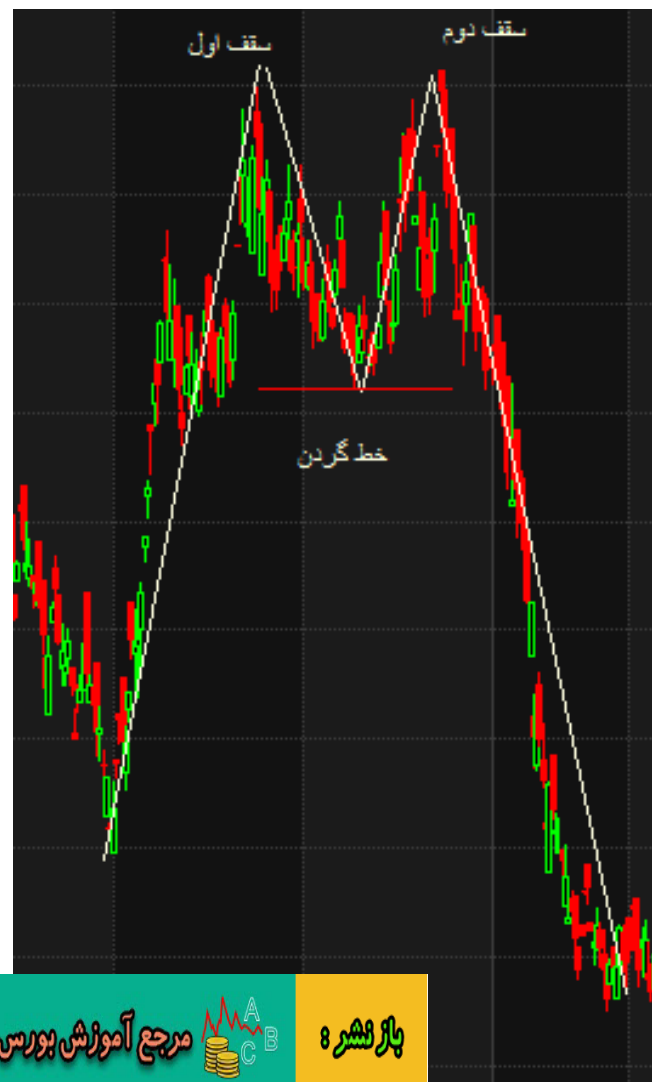 سقف اول
سقف دوم
خط گردن
باز نشر :
مرجع آموزش بورس
A
B
C